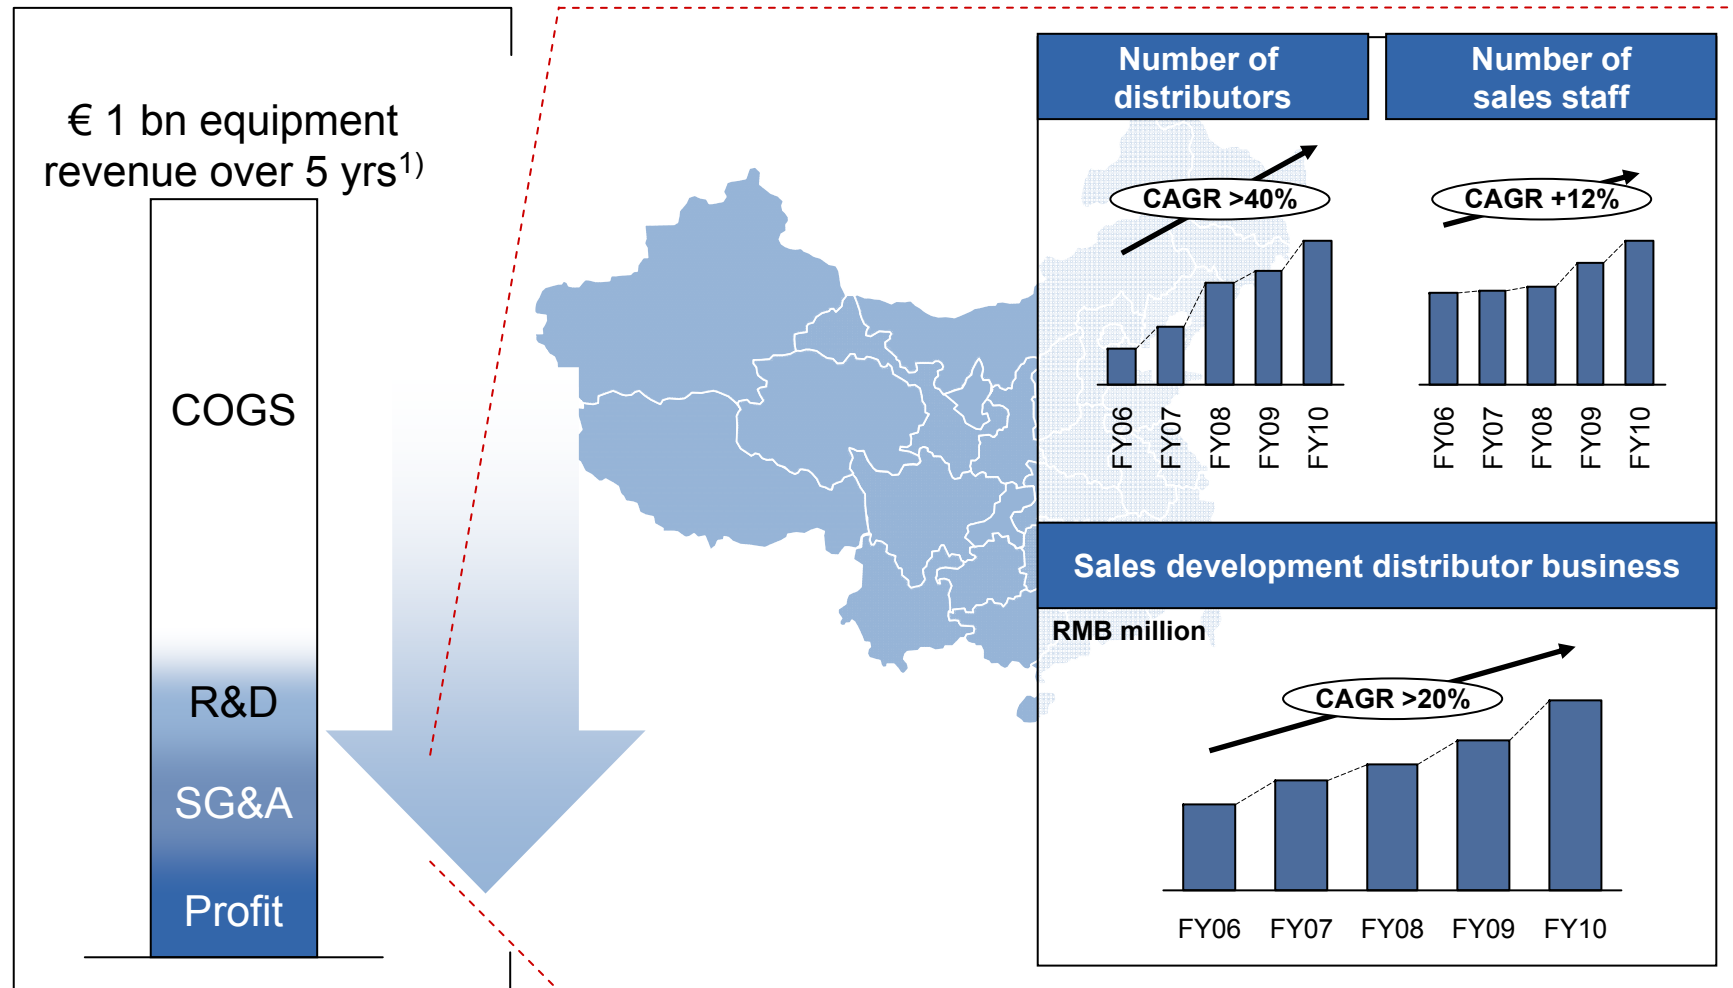 € 1 bn equipment
revenue over 5 yrs1)
COGS
R&D
SG&A
Profit
Number of
distributors
CAGR >40%
FY06
FY07
FY08
FY09
FY10
Number of
sales staff
CAGR +12%
FY06
FY07
FY08
FY09
FY10
Sales development distributor business
RMB million
CAGR >20%
FY06 FY07 FY08 FY09 FY10